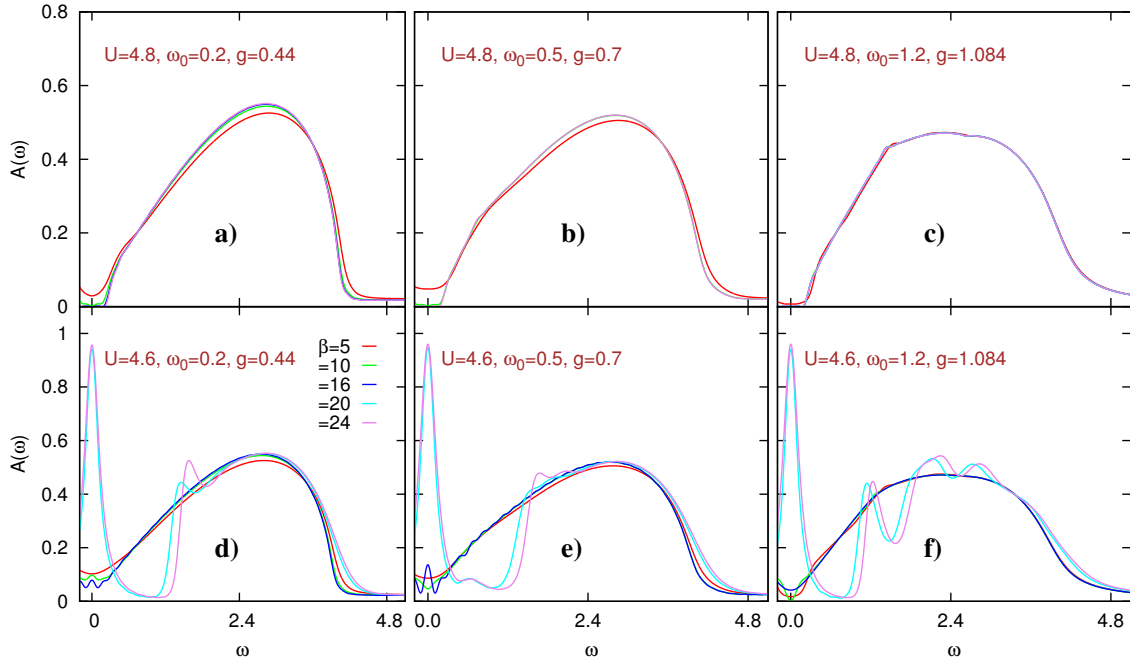 0.8
0.6
0.4
0.2
0
A(ω)
U=4.8, ω₀=0.2, g=0.44
a)
U=4.8, ω₀=0.5, g=0.7
b)
U=4.8, ω₀=1.2, g=1.084
c)
1
0.8
0.6
0.4
0.2
0
A(ω)
U=4.6, ω₀=0.2, g=0.44
β=5
=10
=16
=20
=24
d)
U=4.6, ω₀=0.5, g=0.7
e)
U=4.6, ω₀=1.2, g=1.084
f)
0 2.4 4.8
0.0 2.4 4.8
0.0 2.4 4.8
ω ω ω